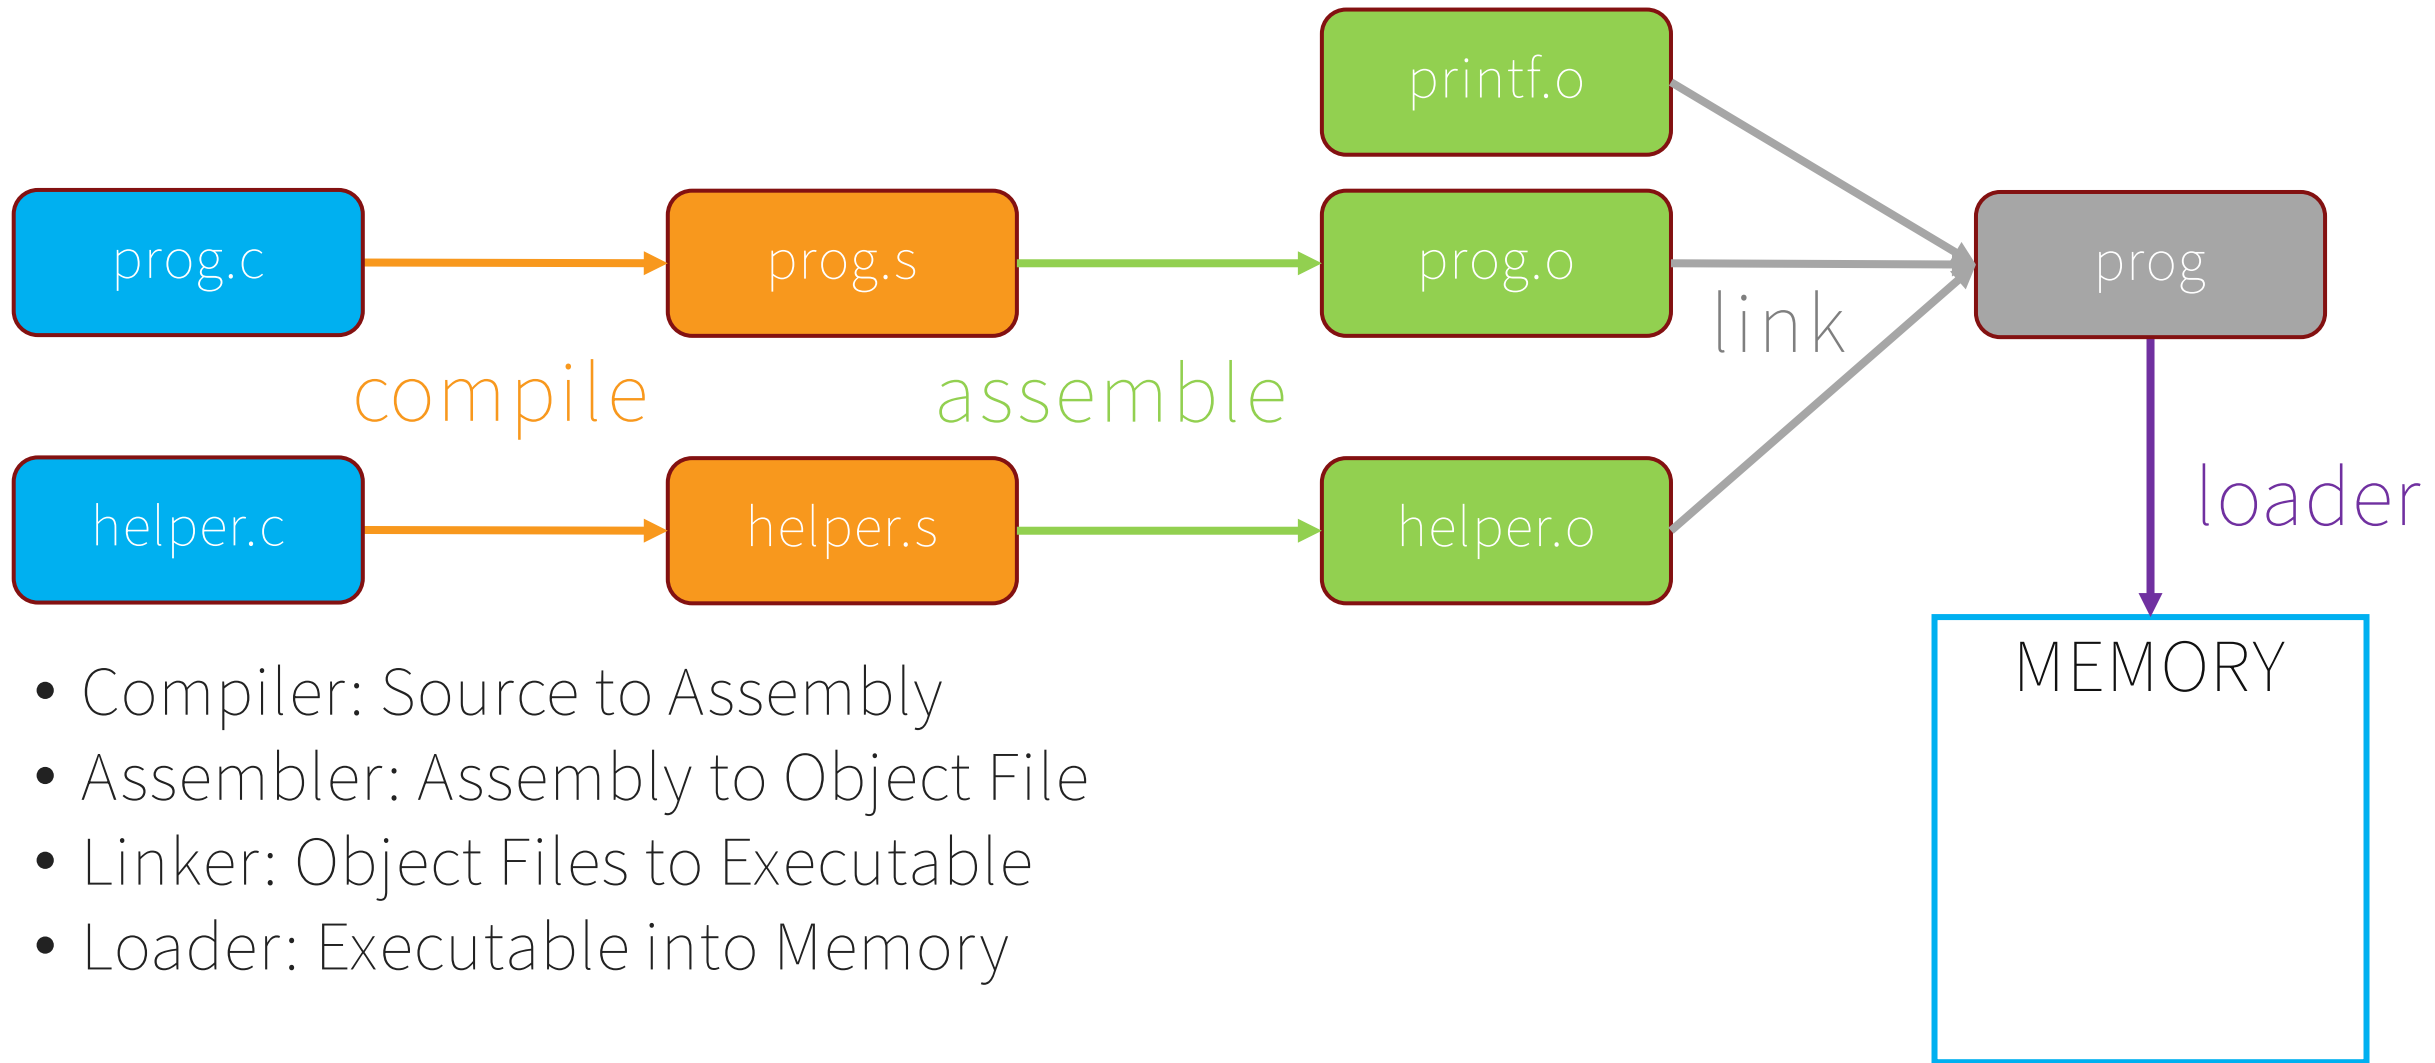 printf.o
prog.c
prog.s
prog.o
prog
link
compile
assemble
loader
helper.c
helper.s
helper.o
MEMORY
• Compiler: Source to Assembly
• Assembler: Assembly to Object File
• Linker: Object Files to Executable
• Loader: Executable into Memory